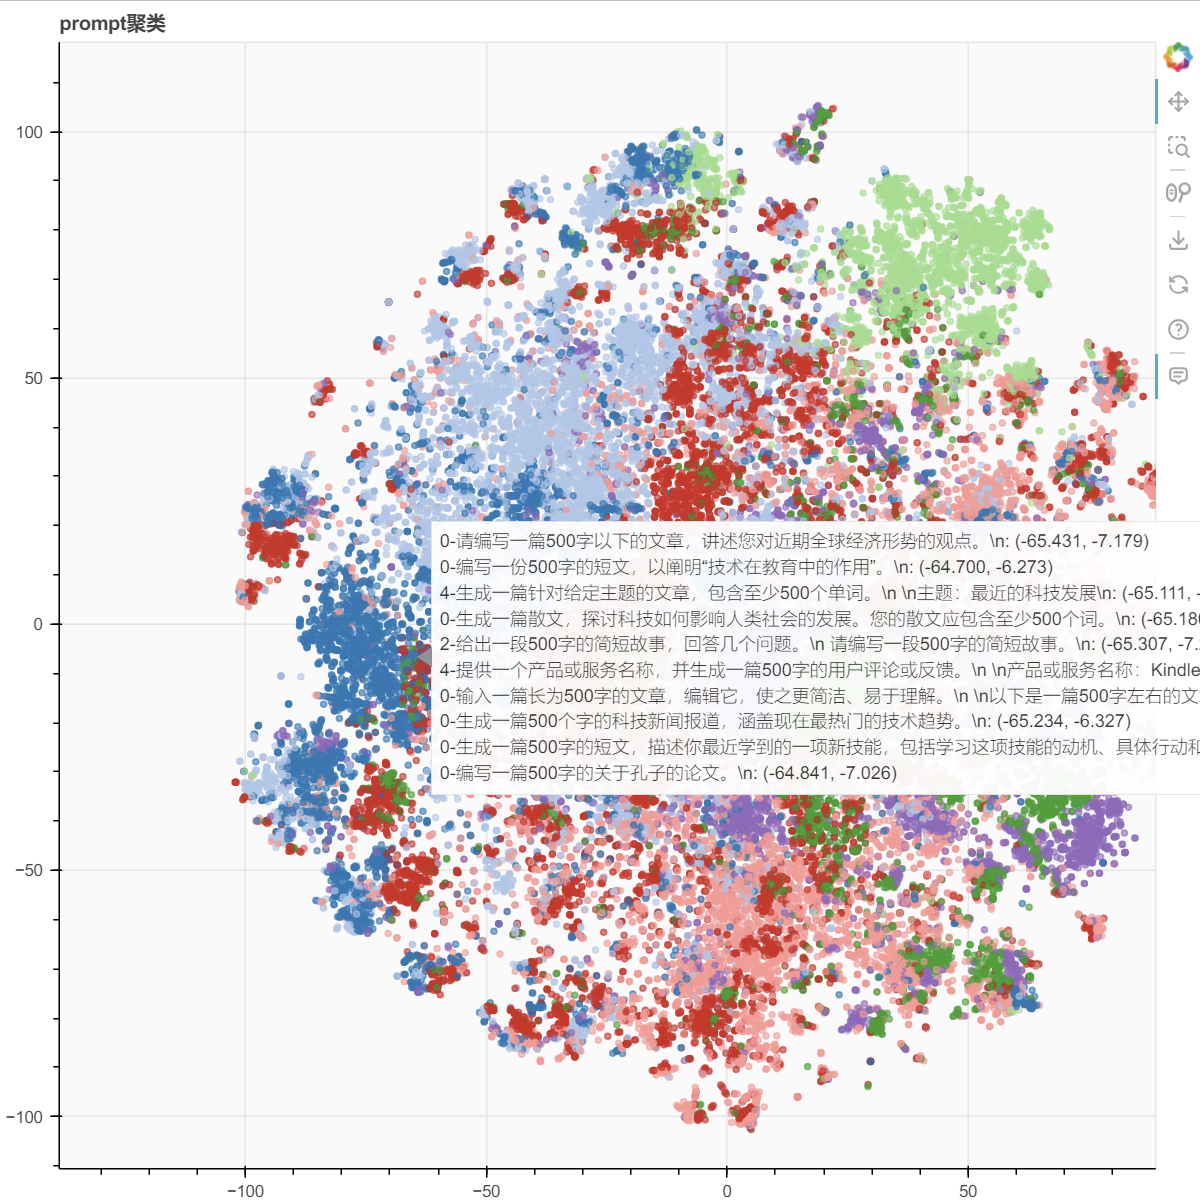 prompt聚类
100
50
0
−50
−100
0-请编写一篇500字以下的文章，讲述您对近期全球经济形势的观点。\n: (-65.431, -7.179)
0-编写一份500字的短文，以阐明“技术在教育中的作用”。\n: (-64.700, -6.273)
4-生成一篇针对给定主题的文章，包含至少500个单词。\n \n主题：最近的科技发展\n: (-65.111, -
0-生成一篇散文，探讨科技如何影响人类社会的发展。您的散文应包含至少500个词。\n: (-65.18
2-给出一段500字的简短故事，回答几个问题。\n 请编写一段500字的简短故事。\n: (-65.307, -7.
4-提供一个产品或服务名称，并生成一篇500字的用户评论或反馈。\n \n产品或服务名称：Kindle
0-输入一篇长为500字的文章，编辑它，使之更简洁、易于理解。\n \n以下是一篇500字左右的文
0-生成一篇500个字的科技新闻报道，涵盖现在最热门的技术趋势。\n: (-65.234, -6.327)
0-生成一篇500字的短文，描述你最近学到的一项新技能，包括学习这项技能的动机、具体行动和
0-编写一篇500字的关于孔子的论文。\n: (-64.841, -7.026)
−100
−50
0
50